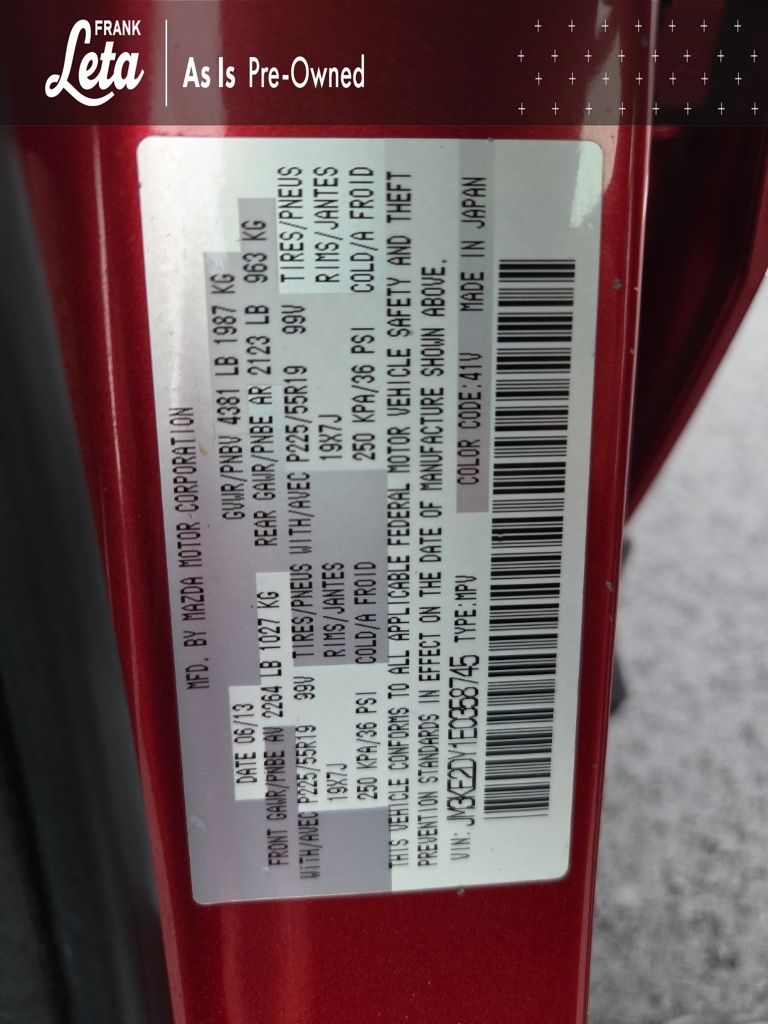 FRANK
Leta
As Is Pre-Owned
MFD. BY MAZDA MOTOR CORPORATION
DATE 06/13
GVWR/PNBV 4381 LB 1987 KG
FRONT GAWR/PNBE AV 2264 LB 1027 KG
REAR GAWR/PNBE AR 2123 LB 963 KG
WITH/AVEC P225/55R19 99V TIRES/PNEUS WITH/AVEC P225/55R19 99V TIRES/PNEUS
19X7J RIMS/JANTES 19X7J RIMS/JANTES
250 KPA/36 PSI COLD/A FROID 250 KPA/36 PSI COLD/A FROID
THIS VEHICLE CONFORMS TO ALL APPLICABLE FEDERAL MOTOR VEHICLE SAFETY AND THEFT
PREVENTION STANDARDS IN EFFECT ON THE DATE OF MANUFACTURE SHOWN ABOVE.
VIN: JM3KE2DY1E0358745 TYPE:MPV COLOR CODE.41V MADE IN JAPAN